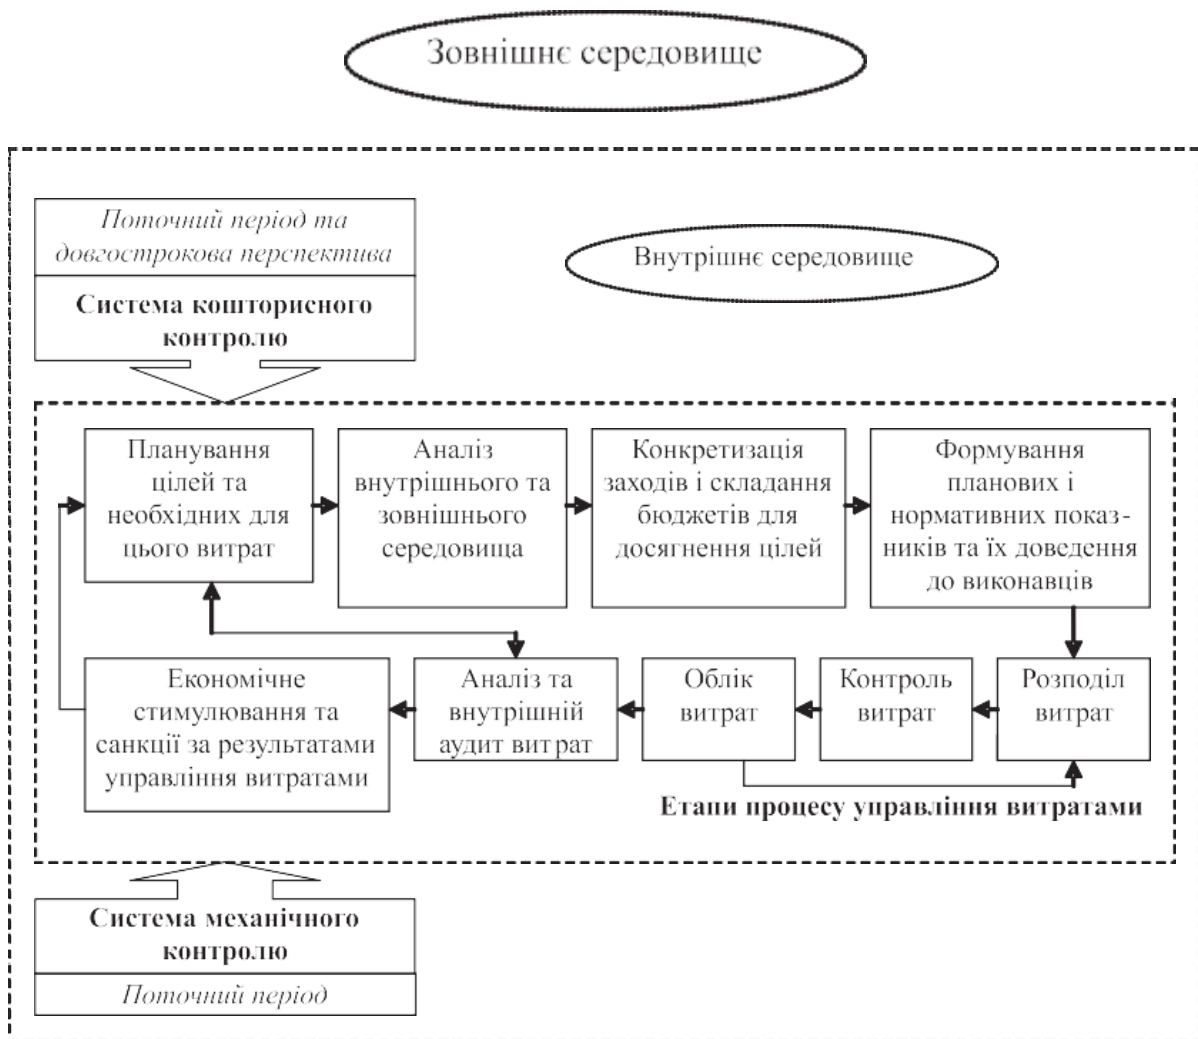 Зовнішнє середовище
Поточний період та
довгострокова перспектива
Система кошторисного
контролю
Внутрішнє середовище
Планування
цілей та
необхідних для
цього витрат
Аналіз
внутрішнього та
зовнішнього
середовища
Конкретизація
заходів і складання
бюджетів для
досягнення цілей
Формування
планових і
нормативних показ-
ників та їх доведення
до виконавців
Економічне
стимулювання та
санкції за результатами
управління витратами
Аналіз та
внутрішній
аудит витрат
Облік
витрат
Контроль
витрат
Розподіл
витрат
Етапи процесу управління витратами
Система механічного
контролю
Поточний період